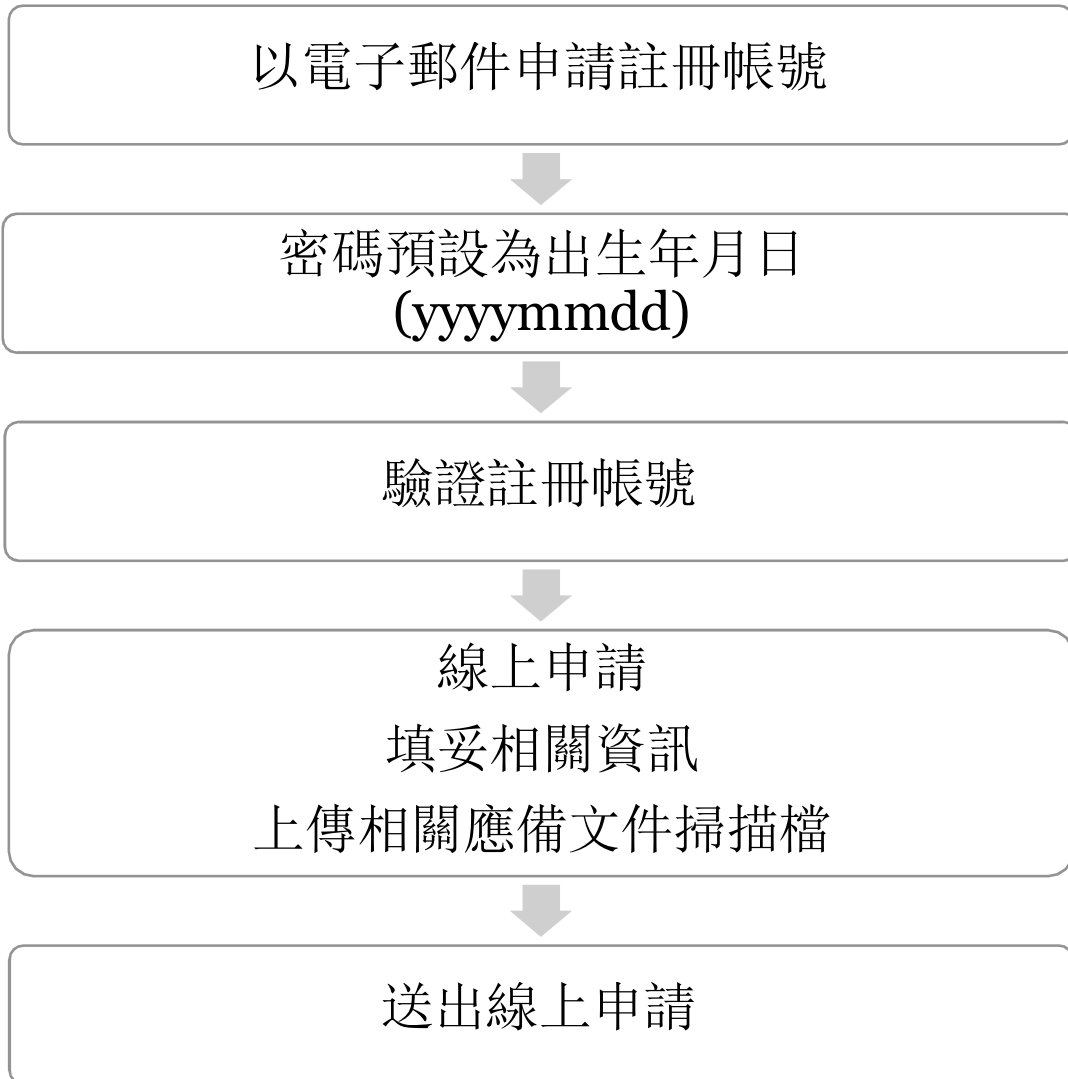 以電子郵件申請註冊帳號
密碼預設為出生年月日
(yyyymmdd)
驗證註冊帳號
線上申請
填妥相關資訊
上傳相關應備文件掃描檔
送出線上申請